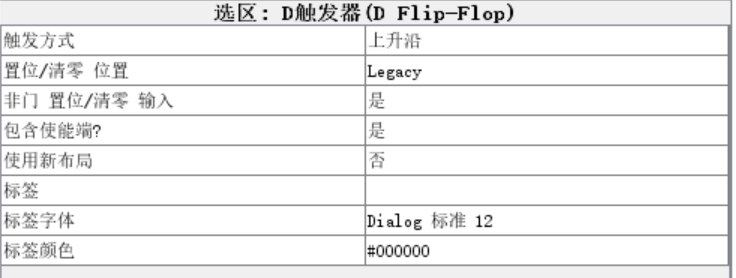 选区: D触发器(D Flip-Flop)
触发方式 上升沿
置位/清零 位置 Legacy
非门 置位/清零 输入 是
包含使能端? 是
使用新布局 否
标签
标签字体 Dialog 标准 12
标签颜色 #000000